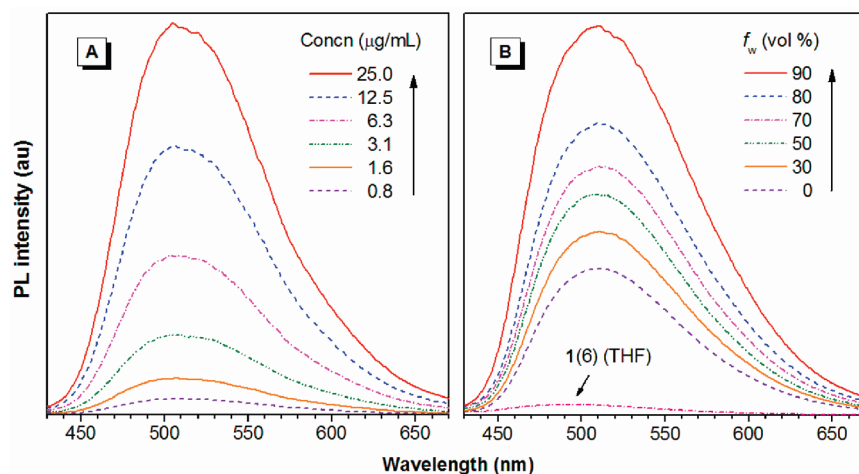 A
Concn (μg/mL)
25.0
12.5
6.3
3.1
1.6
0.8
B
fw (vol %)
90
80
70
50
30
0
1(6) (THF)
PL intensity (au)
450 500 550 600 650
450 500 550 600 650
Wavelength (nm)